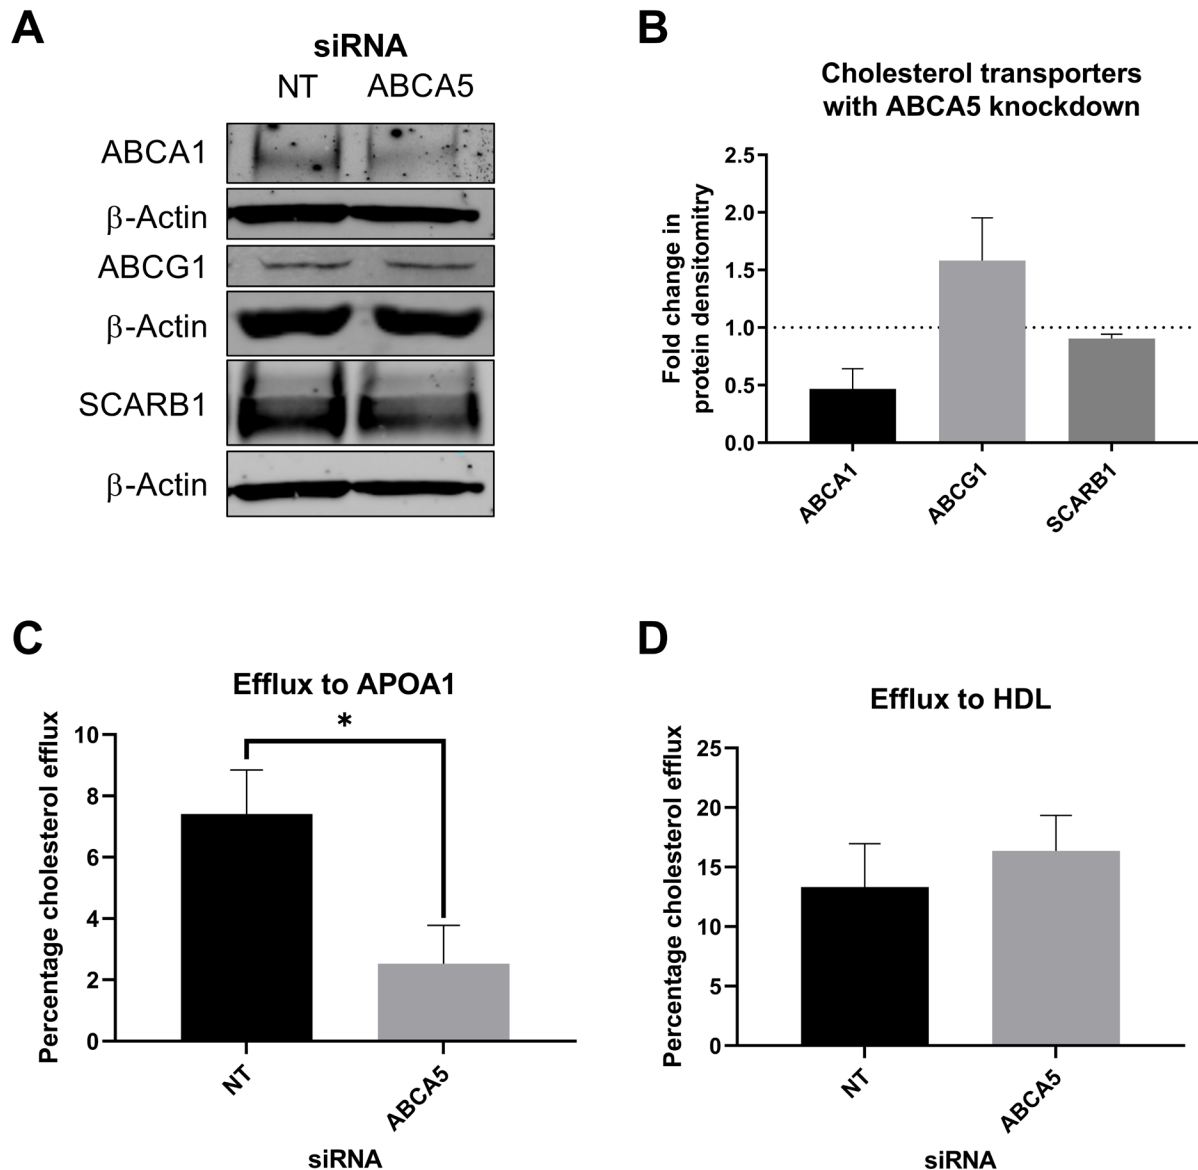 A
siRNA
NT ABCA5
ABCA1
β-Actin
ABCG1
β-Actin
SCARB1
β-Actin
B
Cholesterol transporters
with ABCA5 knockdown
Fold change in
protein densitomitry
2.5
2.0
1.5
1.0
0.5
0.0
ABCA1
ABCG1
SCARB1
C
Efflux to APOA1
*
Percentage cholesterol efflux
10
8
6
4
2
0
NT
ABCA5
siRNA
D
Efflux to HDL
Percentage cholesterol efflux
25
20
15
10
5
0
NT
ABCA5
siRNA